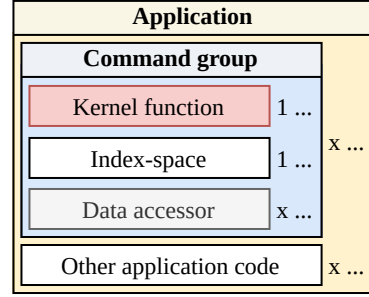 Application
Command group
Kernel function 1 ...
Index-space 1 ...
x ...
Data accessor x ...
Other application code x ...